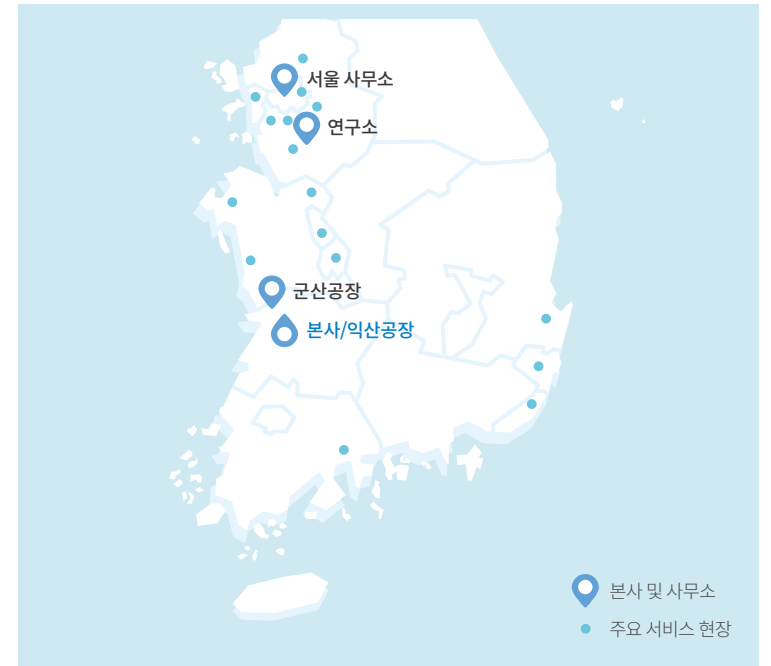 서울 사무소
연구소
군산공장
본사/익산공장
본사 및 사무소
주요 서비스 현장